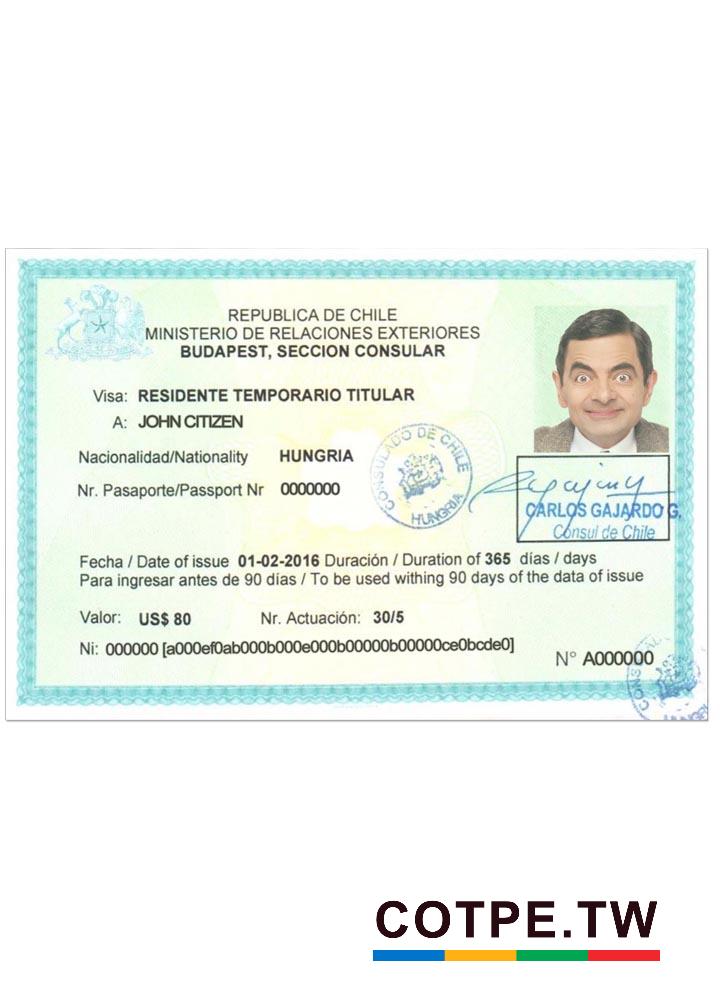 REPUBLICA DE CHILE
MINISTERIO DE RELACIONES EXTERIORES
BUDAPEST, SECCION CONSULAR
Visa: RESIDENTE TEMPORARIO TITULAR
A: JOHN CITIZEN
Nacionalidad/Nationality HUNGRIA
Nr. Pasaporte/Passport Nr 0000000
CONSULADO DE CHILE
HUNGRIA
CARLOS GAJARDO G.
Consul de Chile
Fecha / Date of issue 01-02-2016 Duración / Duration of 365 días / days
Para ingresar antes de 90 días / To be used withing 90 days of the data of issue
Valor: US$ 80 Nr. Actuación: 30/5
Ni: 000000 [a000ef0ab000b000e000b00000b00000ce0bcde0]
N° A000000
COTPE.TW